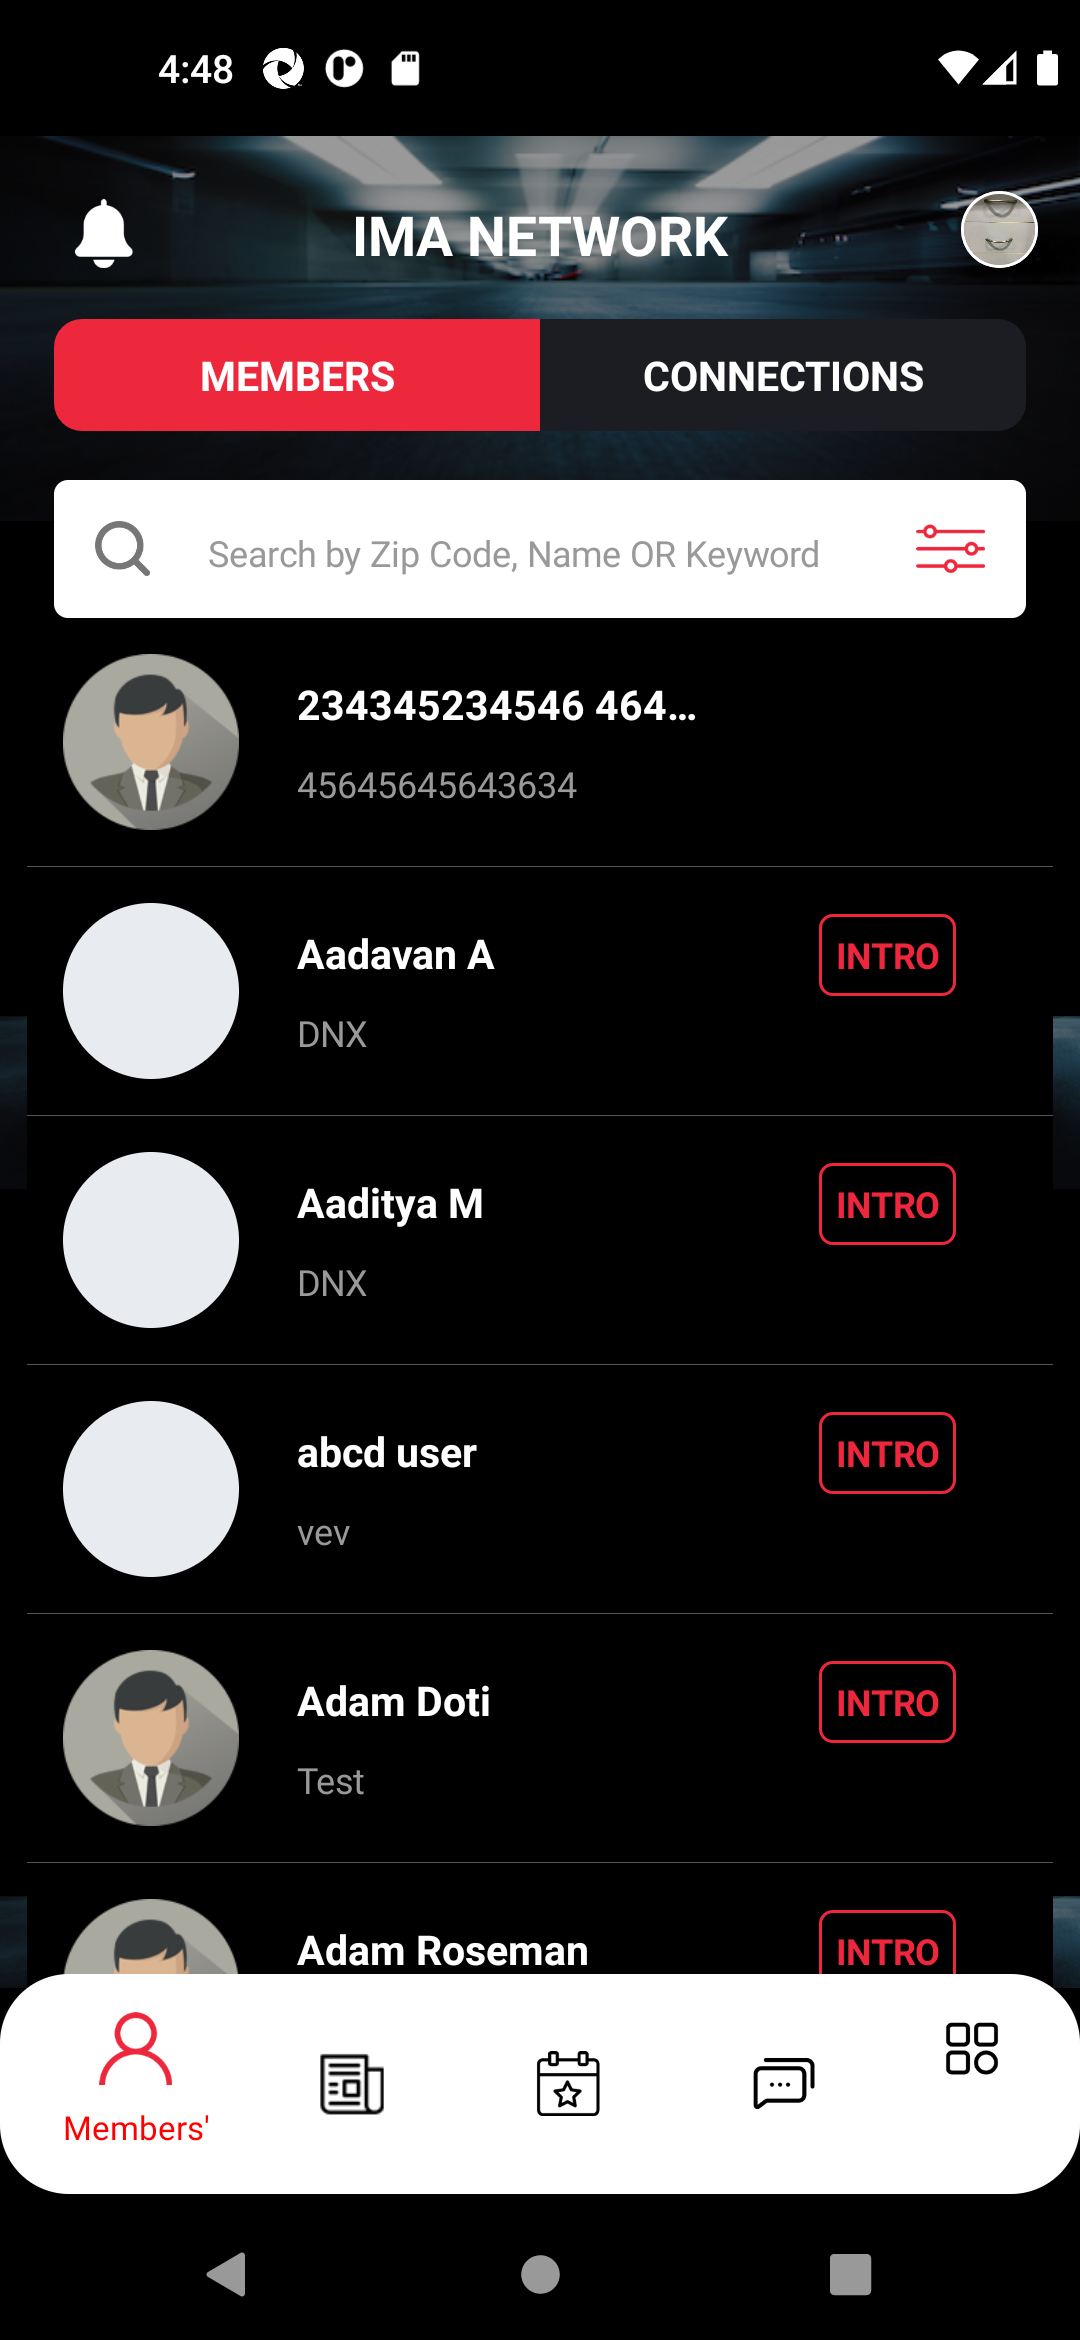 4:48
IMA NETWORK
MEMBERS
CONNECTIONS
Search by Zip Code, Name OR Keyword
234345234546 464...
45645645643634
Aadavan A
INTRO
DNX
Aaditya M
INTRO
DNX
abcd user
INTRO
vev
Adam Doti
INTRO
Test
Adam Roseman
INTRO
Members'